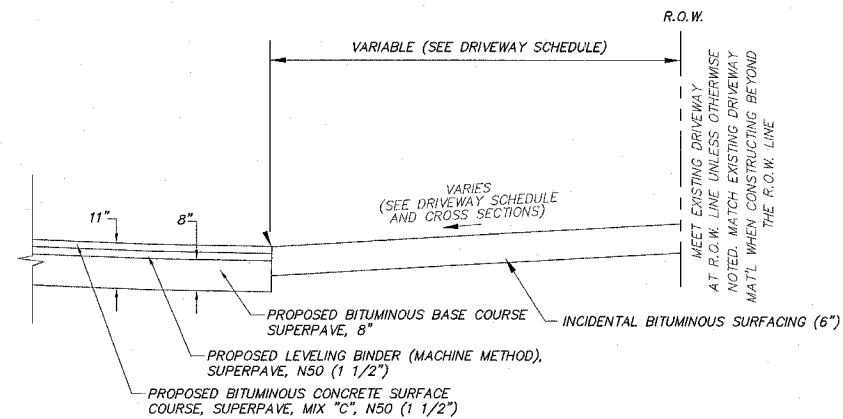 R.O.W.
VARIABLE (SEE DRIVEWAY SCHEDULE)
MEET EXISTING DRIVEWAY
AT R.O.W. LINE UNLESS OTHERWISE
NOTED. MATCH EXISTING DRIVEWAY
MAT'L WHEN CONSTRUCTING BEYOND
THE R.O.W. LINE
VARIES
(SEE DRIVEWAY SCHEDULE
AND CROSS SECTIONS)
11"
8"
PROPOSED BITUMINOUS BASE COURSE
SUPERPAVE, 8"
INCIDENTAL BITUMINOUS SURFACING (6")
PROPOSED LEVELING BINDER (MACHINE METHOD),
SUPERPAVE, N50 (1 1/2")
PROPOSED BITUMINOUS CONCRETE SURFACE
COURSE, SUPERPAVE, MIX "C", N50 (1 1/2")